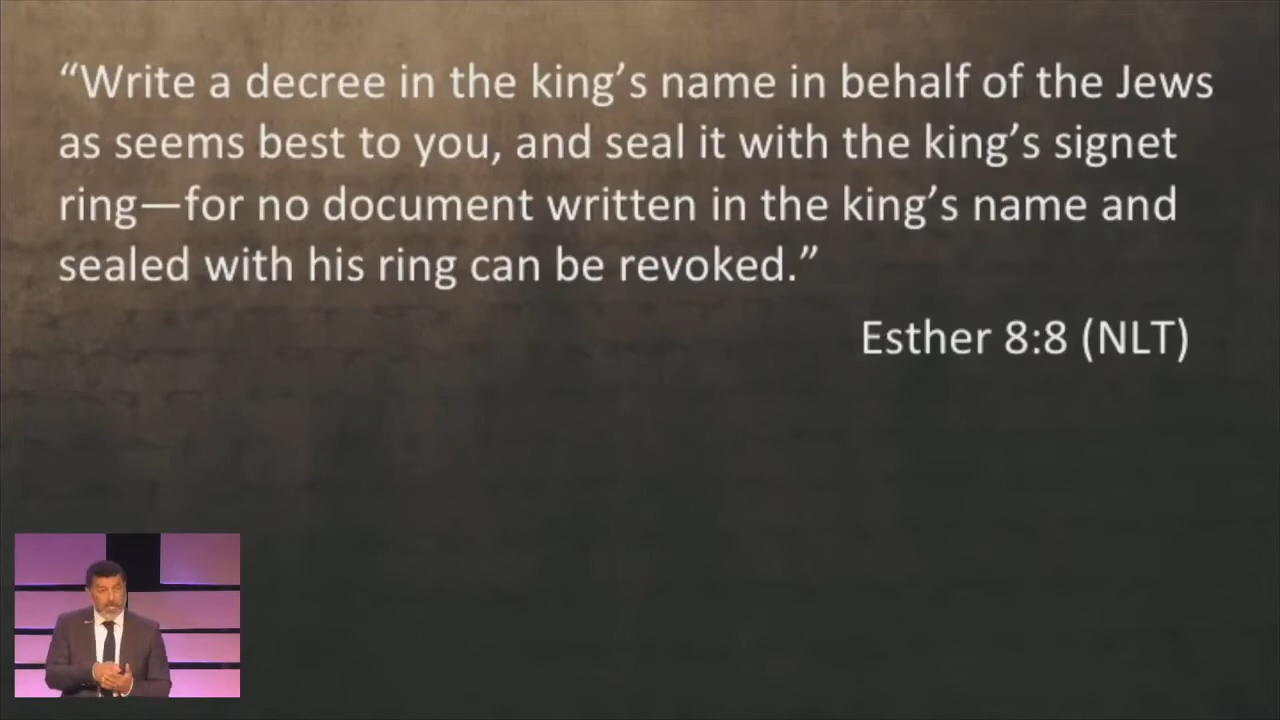 “Write a decree in the king’s name in behalf of the Jews
as seems best to you, and seal it with the king’s signet
ring—for no document written in the king’s name and
sealed with his ring can be revoked.”
Esther 8:8 (NLT)